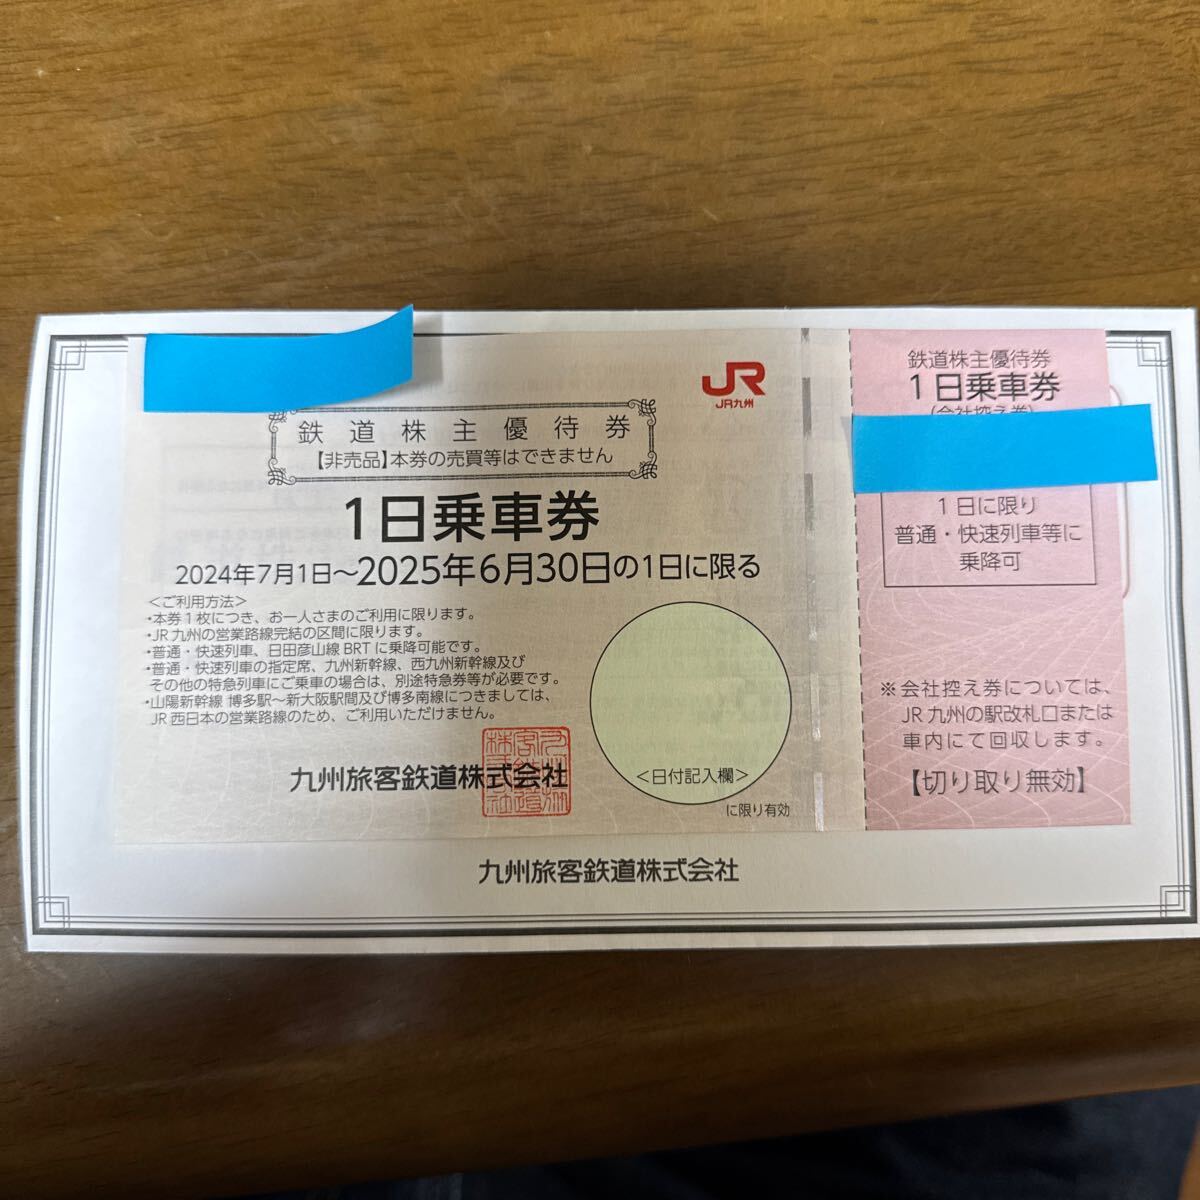 JR
JR九州
鉄道株主優待券
【非売品】本券の売買等はできません
1日乗車券
2024年7月1日～2025年6月30日の1日に限る
＜ご利用方法＞
・本券1枚につき、お一人さまのご利用に限ります。
・JR九州の営業路線完結の区間に限ります。
・普通・快速列車、日田彦山線BRTに乗降可能です。
・普通・快速列車の指定席、九州新幹線、西九州新幹線及び
その他の特急列車にご乗車の場合は、別途特急券等が必要です。
・山陽新幹線 博多駅～新大阪駅間及び博多南線につきましては、
JR西日本の営業路線のため、ご利用いただけません。
九州旅客鉄道株式会社
＜日付記入欄＞
に限り有効
鉄道株主優待券
1日乗車券
(会社控え券)
1日に限り
普通・快速列車等に
乗降可
※会社控え券については、
JR九州の駅改札口または
車内にて回収します。
【切り取り無効】
九州旅客鉄道株式会社